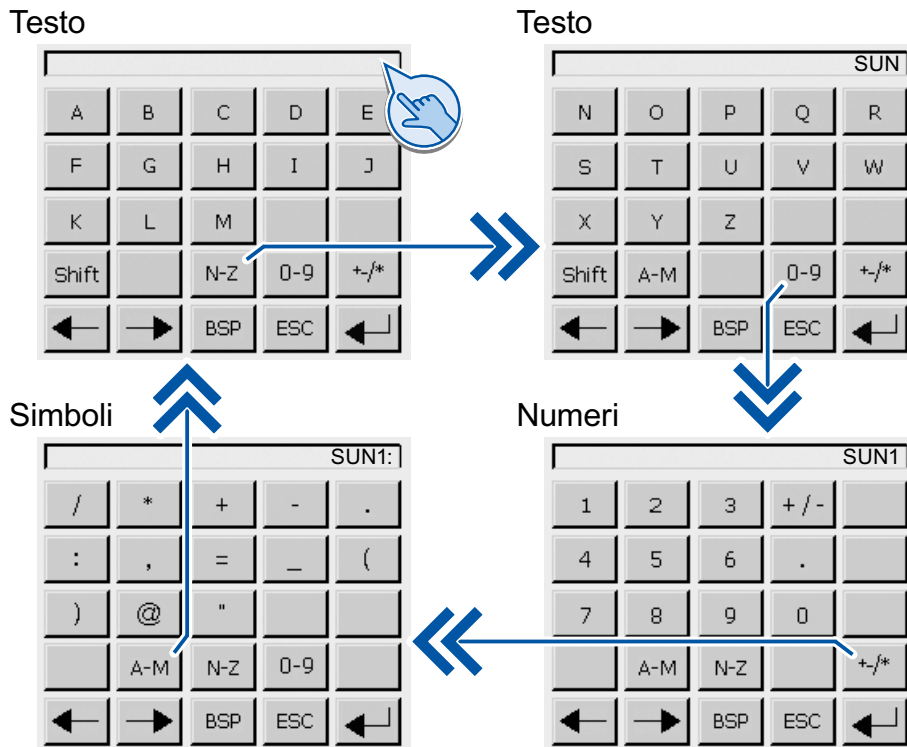 Testo
A B C D E
F G H I J
K L M
Shift N-Z 0-9 +-/*
BSP ESC
Testo
SUN
N O P Q R
S T U V W
X Y Z
Shift A-M 0-9 +-/*
BSP ESC
Simboli
SUN1:
/ * + - .
: , = _ (
) @ "
A-M N-Z 0-9
BSP ESC
Numeri
SUN1
1 2 3 +/-
4 5 6 .
7 8 9 0
A-M N-Z +-/*
BSP ESC